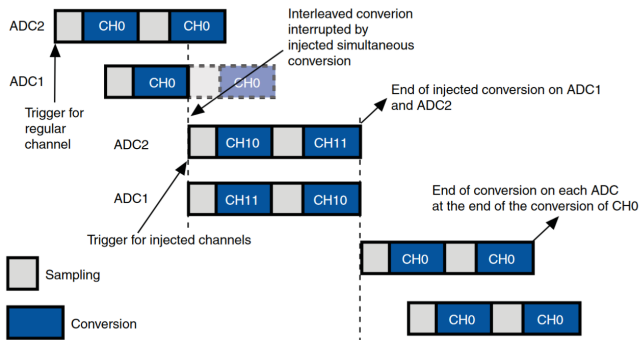 ADC2
CH0
CH0
Interleaved converion
interrupted by
injected simultaneous
conversion
ADC1
CH0
CH0
Trigger for
regular
channel
End of injected conversion on ADC1
and ADC2
ADC2
CH10
CH11
ADC1
CH11
CH10
Trigger for injected channels
End of conversion on each ADC
at the end of the conversion of CH0
CH0
CH0
Sampling
CH0
CH0
Conversion